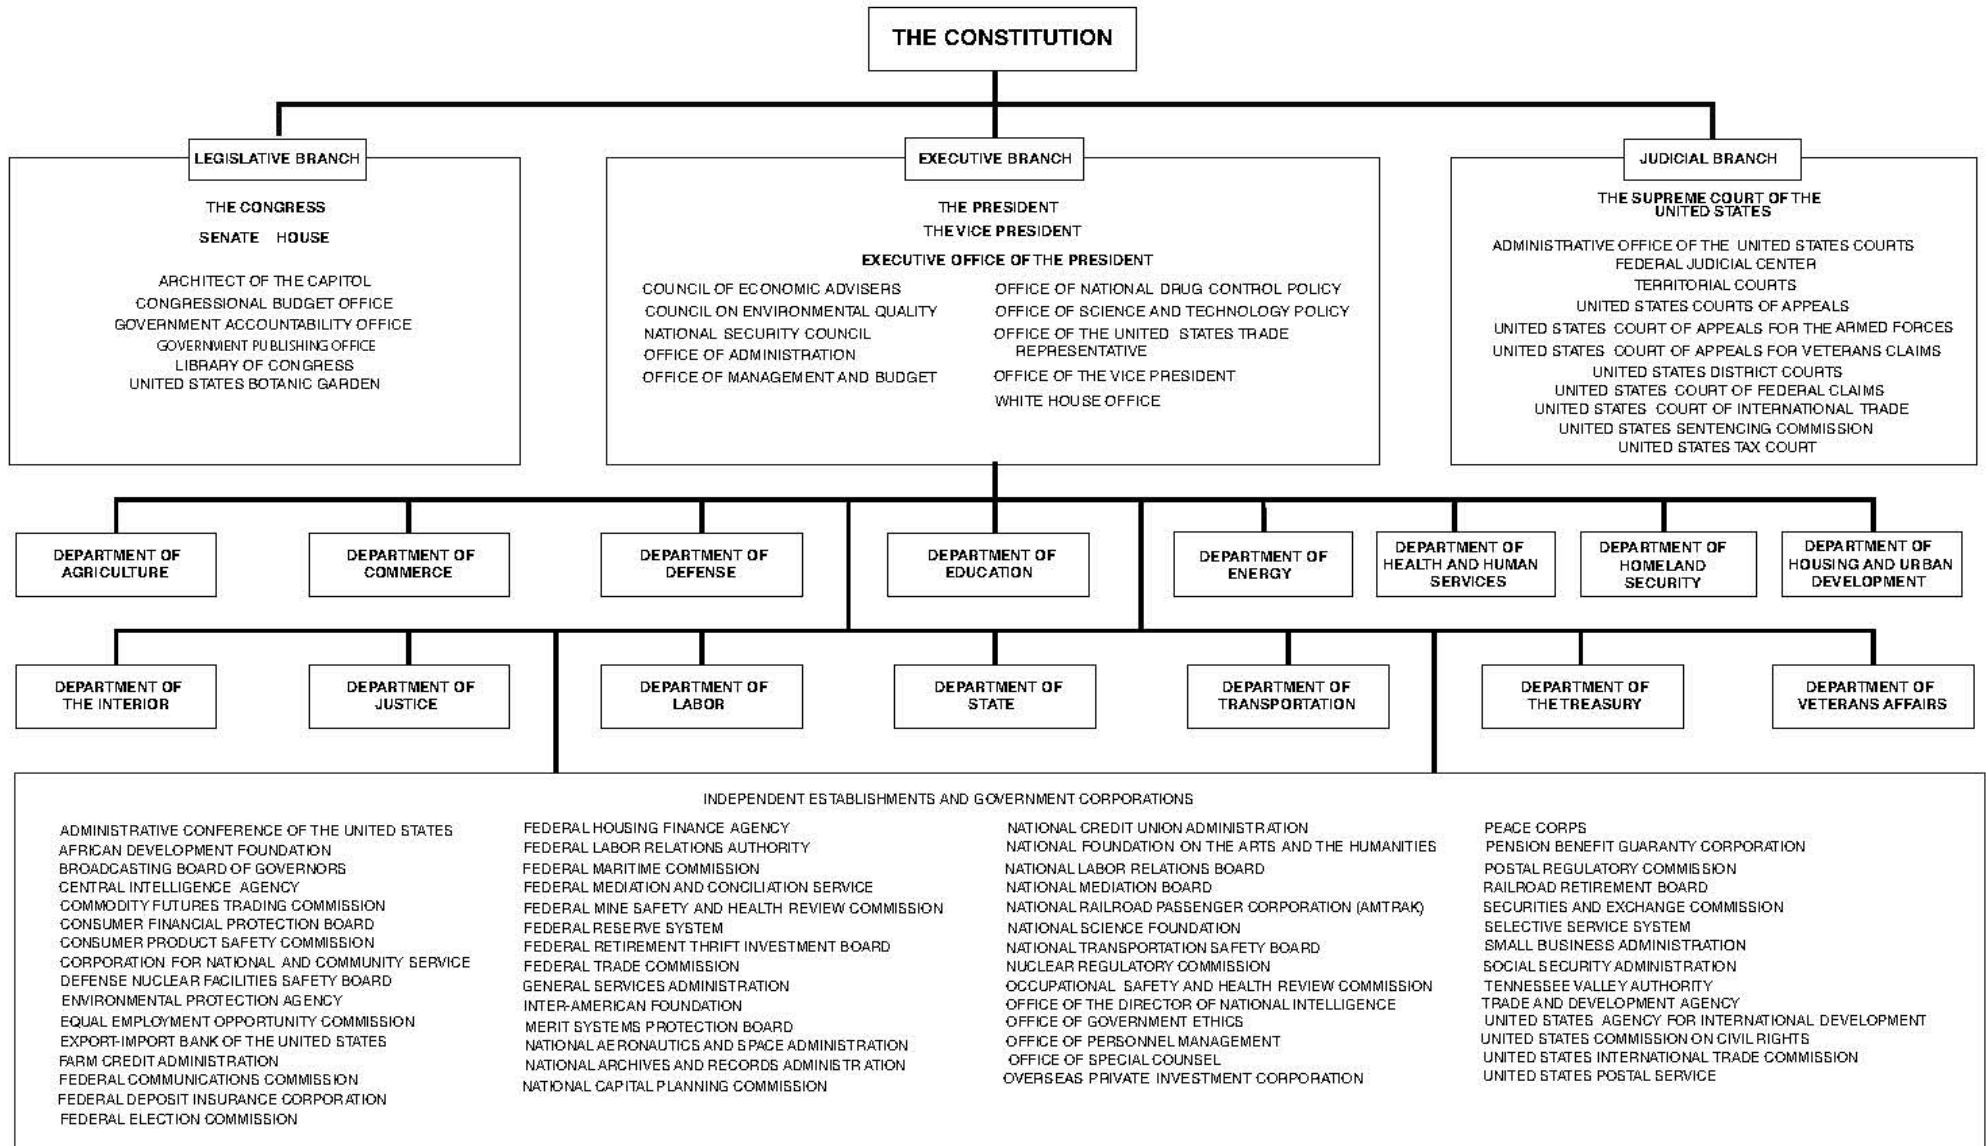 THE CONSTITUTION
LEGISLATIVE BRANCH
THE CONGRESS
SENATE HOUSE
ARCHITECT OF THE CAPITOL
CONGRESSIONAL BUDGET OFFICE
GOVERNMENT ACCOUNTABILITY OFFICE
GOVERNMENT PUBLISHING OFFICE
LIBRARY OF CONGRESS
UNITED STATES BOTANIC GARDEN
EXECUTIVE BRANCH
THE PRESIDENT
THE VICE PRESIDENT
EXECUTIVE OFFICE OF THE PRESIDENT
COUNCIL OF ECONOMIC ADVISERS
COUNCIL ON ENVIRONMENTAL QUALITY
NATIONAL SECURITY COUNCIL
OFFICE OF ADMINISTRATION
OFFICE OF MANAGEMENT AND BUDGET
OFFICE OF NATIONAL DRUG CONTROL POLICY
OFFICE OF SCIENCE AND TECHNOLOGY POLICY
OFFICE OF THE UNITED STATES TRADE
REPRESENTATIVE
OFFICE OF THE VICE PRESIDENT
WHITE HOUSE OFFICE
JUDICIAL BRANCH
THE SUPREME COURT OF THE
UNITED STATES
ADMINISTRATIVE OFFICE OF THE UNITED STATES COURTS
FEDERAL JUDICIAL CENTER
TERRITORIAL COURTS
UNITED STATES COURTS OF APPEALS
UNITED STATES COURT OF APPEALS FOR THE ARMED FORCES
UNITED STATES COURT OF APPEALS FOR VETERANS CLAIMS
UNITED STATES DISTRICT COURTS
UNITED STATES COURT OF FEDERAL CLAIMS
UNITED STATES COURT OF INTERNATIONAL TRADE
UNITED STATES SENTENCING COMMISSION
UNITED STATES TAX COURT
DEPARTMENT OF
AGRICULTURE
DEPARTMENT OF
COMMERCE
DEPARTMENT OF
DEFENSE
DEPARTMENT OF
EDUCATION
DEPARTMENT OF
ENERGY
DEPARTMENT OF
HEALTH AND HUMAN
SERVICES
DEPARTMENT OF
HOMELAND
SECURITY
DEPARTMENT OF
HOUSING AND URBAN
DEVELOPMENT
DEPARTMENT OF
THE INTERIOR
DEPARTMENT OF
JUSTICE
DEPARTMENT OF
LABOR
DEPARTMENT OF
STATE
DEPARTMENT OF
TRANSPORTATION
DEPARTMENT OF
THE TREASURY
DEPARTMENT OF
VETERANS AFFAIRS
INDEPENDENT ESTABLISHMENTS AND GOVERNMENT CORPORATIONS
ADMINISTRATIVE CONFERENCE OF THE UNITED STATES
AFRICAN DEVELOPMENT FOUNDATION
BROADCASTING BOARD OF GOVERNORS
CENTRAL INTELLIGENCE AGENCY
COMMODITY FUTURES TRADING COMMISSION
CONSUMER FINANCIAL PROTECTION BOARD
CONSUMER PRODUCT SAFETY COMMISSION
CORPORATION FOR NATIONAL AND COMMUNITY SERVICE
DEFENSE NUCLEAR FACILITIES SAFETY BOARD
ENVIRONMENTAL PROTECTION AGENCY
EQUAL EMPLOYMENT OPPORTUNITY COMMISSION
EXPORT-IMPORT BANK OF THE UNITED STATES
FARM CREDIT ADMINISTRATION
FEDERAL COMMUNICATIONS COMMISSION
FEDERAL DEPOSIT INSURANCE CORPORATION
FEDERAL ELECTION COMMISSION
FEDERAL HOUSING FINANCE AGENCY
FEDERAL LABOR RELATIONS AUTHORITY
FEDERAL MARITIME COMMISSION
FEDERAL MEDIATION AND CONCILIATION SERVICE
FEDERAL MINE SAFETY AND HEALTH REVIEW COMMISSION
FEDERAL RESERVE SYSTEM
FEDERAL RETIREMENT THRIFT INVESTMENT BOARD
FEDERAL TRADE COMMISSION
GENERAL SERVICES ADMINISTRATION
INTER-AMERICAN FOUNDATION
MERIT SYSTEMS PROTECTION BOARD
NATIONAL AERONAUTICS AND SPACE ADMINISTRATION
NATIONAL ARCHIVES AND RECORDS ADMINISTRATION
NATIONAL CAPITAL PLANNING COMMISSION
NATIONAL CREDIT UNION ADMINISTRATION
NATIONAL FOUNDATION ON THE ARTS AND THE HUMANITIES
NATIONAL LABOR RELATIONS BOARD
NATIONAL MEDIATION BOARD
NATIONAL RAILROAD PASSENGER CORPORATION (AMTRAK)
NATIONAL SCIENCE FOUNDATION
NATIONAL TRANSPORTATION SAFETY BOARD
NUCLEAR REGULATORY COMMISSION
OCCUPATIONAL SAFETY AND HEALTH REVIEW COMMISSION
OFFICE OF THE DIRECTOR OF NATIONAL INTELLIGENCE
OFFICE OF GOVERNMENT ETHICS
OFFICE OF PERSONNEL MANAGEMENT
OFFICE OF SPECIAL COUNSEL
OVERSEAS PRIVATE INVESTMENT CORPORATION
PEACE CORPS
PENSION BENEFIT GUARANTY CORPORATION
POSTAL REGULATORY COMMISSION
RAILROAD RETIREMENT BOARD
SECURITIES AND EXCHANGE COMMISSION
SELECTIVE SERVICE SYSTEM
SMALL BUSINESS ADMINISTRATION
SOCIAL SECURITY ADMINISTRATION
TENNESSEE VALLEY AUTHORITY
TRADE AND DEVELOPMENT AGENCY
UNITED STATES AGENCY FOR INTERNATIONAL DEVELOPMENT
UNITED STATES COMMISSION ON CIVIL RIGHTS
UNITED STATES INTERNATIONAL TRADE COMMISSION
UNITED STATES POSTAL SERVICE